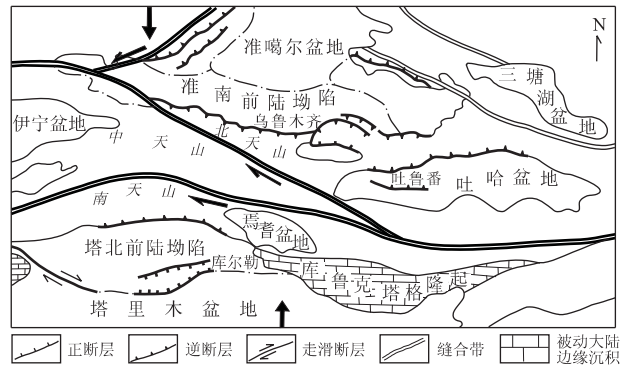 N
准噶尔盆地
三塘湖盆地
准南前陆坳陷
乌鲁木齐
伊宁盆地
中天山
北天山
吐鲁番
吐哈盆地
南天山
焉耆盆地
塔北前陆坳陷
库尔勒
库鲁克塔格隆起
塔里木盆地
正断层
逆断层
走滑断层
缝合带
被动大陆
边缘沉积